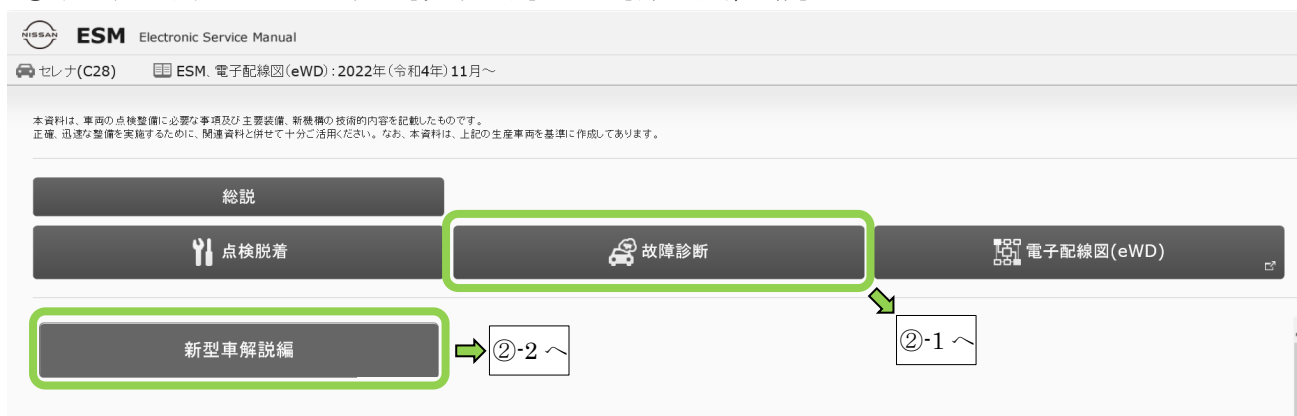 NISSAN ESM Electronic Service Manual
セレナ(C28) ESM、電子配線図(eWD):2022年(令和4年)11月～
本資料は、車両の点検整備に必要な事項及び主要装備、新機構の技術的内容を記載したものです。
正確、迅速な整備を実施するために、関連資料と併せて十分ご活用ください。なお、本資料は、上記の生産車両を基準に作成してあります。
総説
点検脱着 故障診断 電子配線図(eWD)
新型車解説編 ②-2 へ ②-1 へ